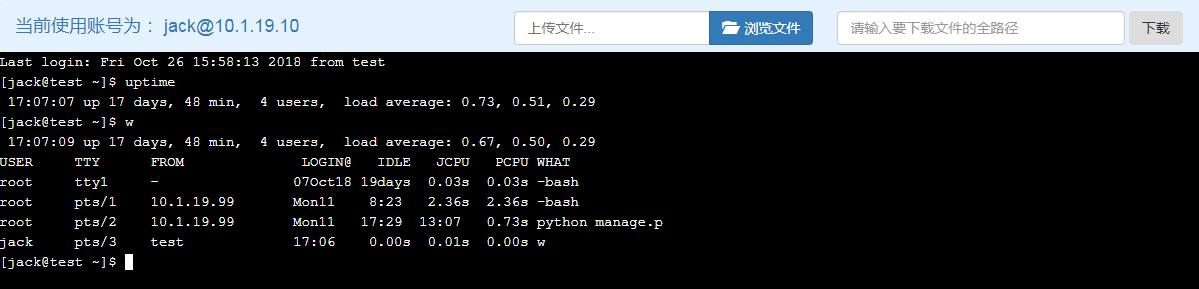 当前使用账号为： jack@10.1.19.10 上传文件... 浏览文件 请输入要下载文件的全路径 下载
Last login: Fri Oct 26 15:58:13 2018 from test
[jack@test ~]$ uptime
 17:07:07 up 17 days, 48 min,  4 users,  load average: 0.73, 0.51, 0.29
[jack@test ~]$ w
 17:07:09 up 17 days, 48 min,  4 users,  load average: 0.67, 0.50, 0.29
USER     TTY      FROM              LOGIN@   IDLE   JCPU   PCPU WHAT
root     tty1     -                07Oct18 19days  0.03s  0.03s -bash
root     pts/1    10.1.19.99       Mon11    8:23   2.36s  2.36s -bash
root     pts/2    10.1.19.99       Mon11   17:29  13:07   0.73s python manage.p
jack     pts/3    test             17:06    0.00s  0.01s  0.00s w
[jack@test ~]$